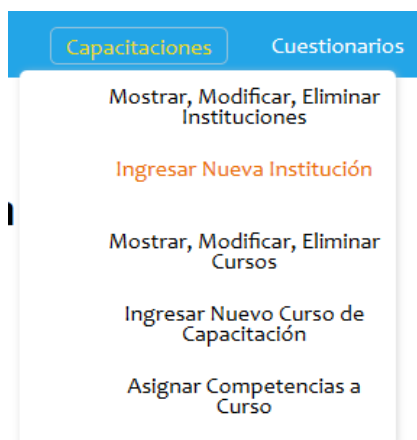 Capacitaciones Cuestionarios
Mostrar, Modificar, Eliminar
Instituciones
Ingresar Nueva Institución
Mostrar, Modificar, Eliminar
Cursos
Ingresar Nuevo Curso de
Capacitación
Asignar Competencias a
Curso